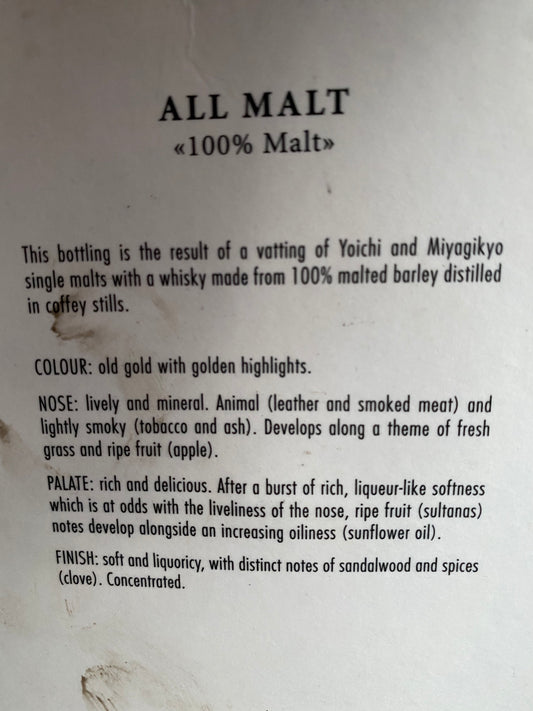 ALL MALT
«100% Malt»
This bottling is the result of a vatting of Yoichi and Miyagikyo
single malts with a whisky made from 100% malted barley distilled
in coffey stills.
COLOUR: old gold with golden highlights.
NOSE: lively and mineral. Animal (leather and smoked meat) and
lightly smoky (tobacco and ash). Develops along a theme of fresh
grass and ripe fruit (apple).
PALATE: rich and delicious. After a burst of rich, liqueur-like softness
which is at odds with the liveliness of the nose, ripe fruit (sultanas)
notes develop alongside an increasing oiliness (sunflower oil).
FINISH: soft and liquoricy, with distinct notes of sandalwood and spices
(clove). Concentrated.